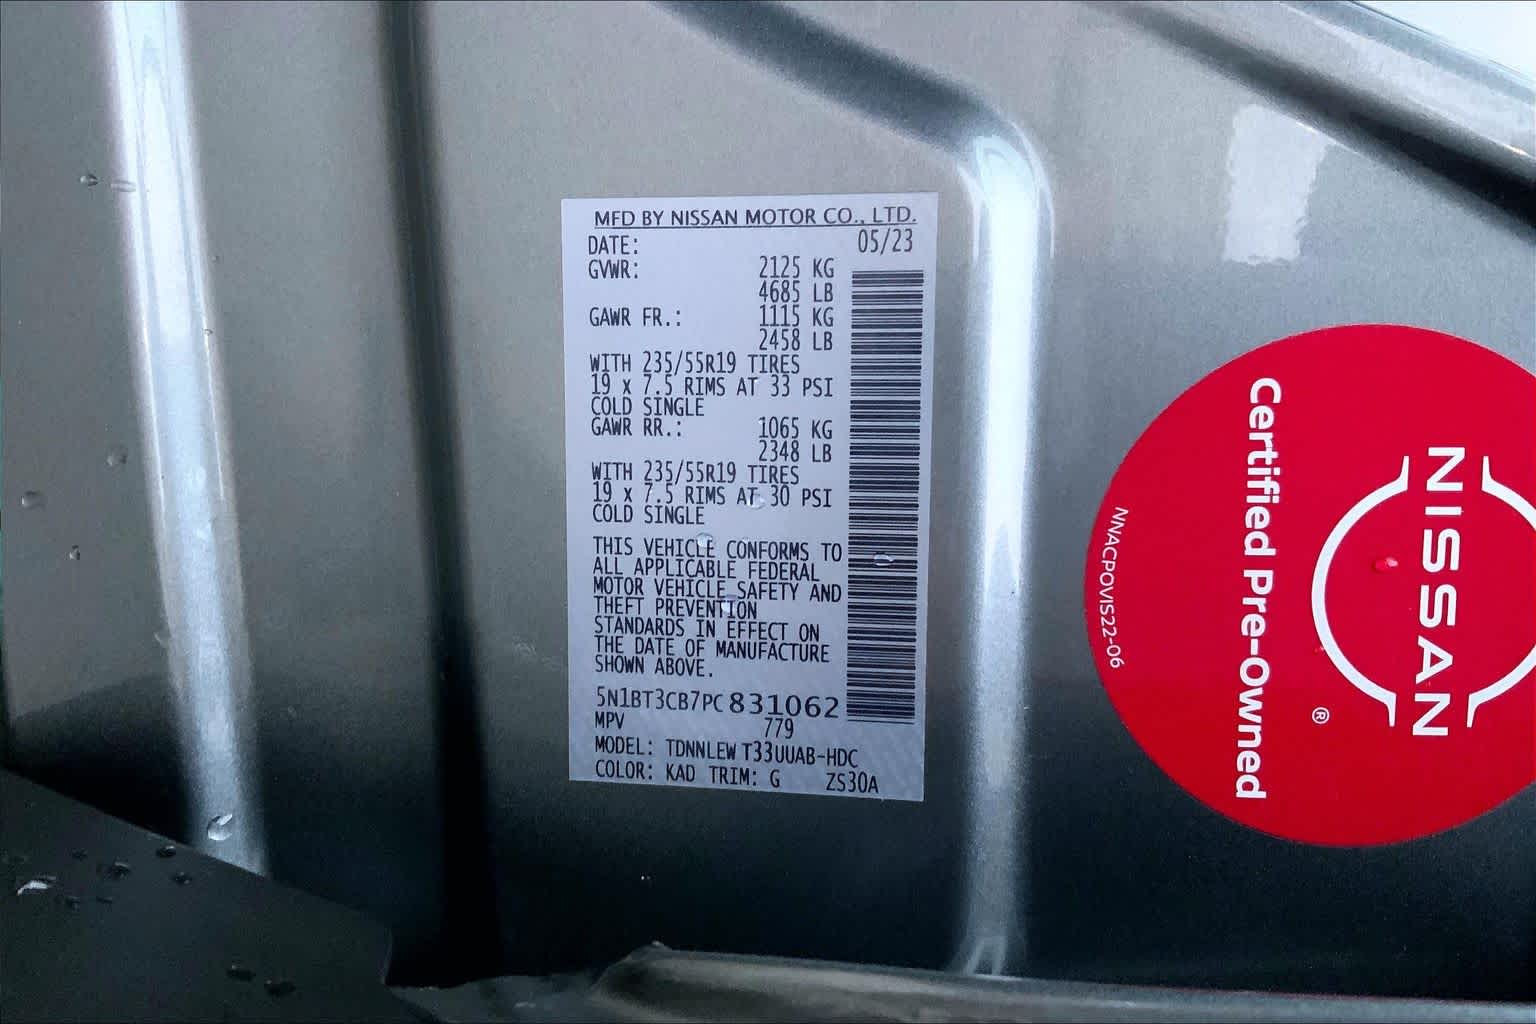 MFD BY NISSAN MOTOR CO., LTD.
DATE: 05/23
GVWR: 2125 KG
4685 LB
GAWR FR.: 1115 KG
2458 LB
WITH 235/55R19 TIRES
19 x 7.5 RIMS AT 33 PSI
COLD SINGLE
GAWR RR.: 1065 KG
2348 LB
WITH 235/55R19 TIRES
19 x 7.5 RIMS AT 30 PSI
COLD SINGLE
THIS VEHICLE CONFORMS TO
ALL APPLICABLE FEDERAL
MOTOR VEHICLE SAFETY AND
THEFT PREVENTION
STANDARDS IN EFFECT ON
THE DATE OF MANUFACTURE
SHOWN ABOVE.
5N1BT3CB7PC831062
MPV 779
MODEL: TDNNLEWT33UUAB-HDC
COLOR: KAD TRIM: G ZS30A
NISSAN
Certified Pre-Owned
®
NNACPOVIS22-06